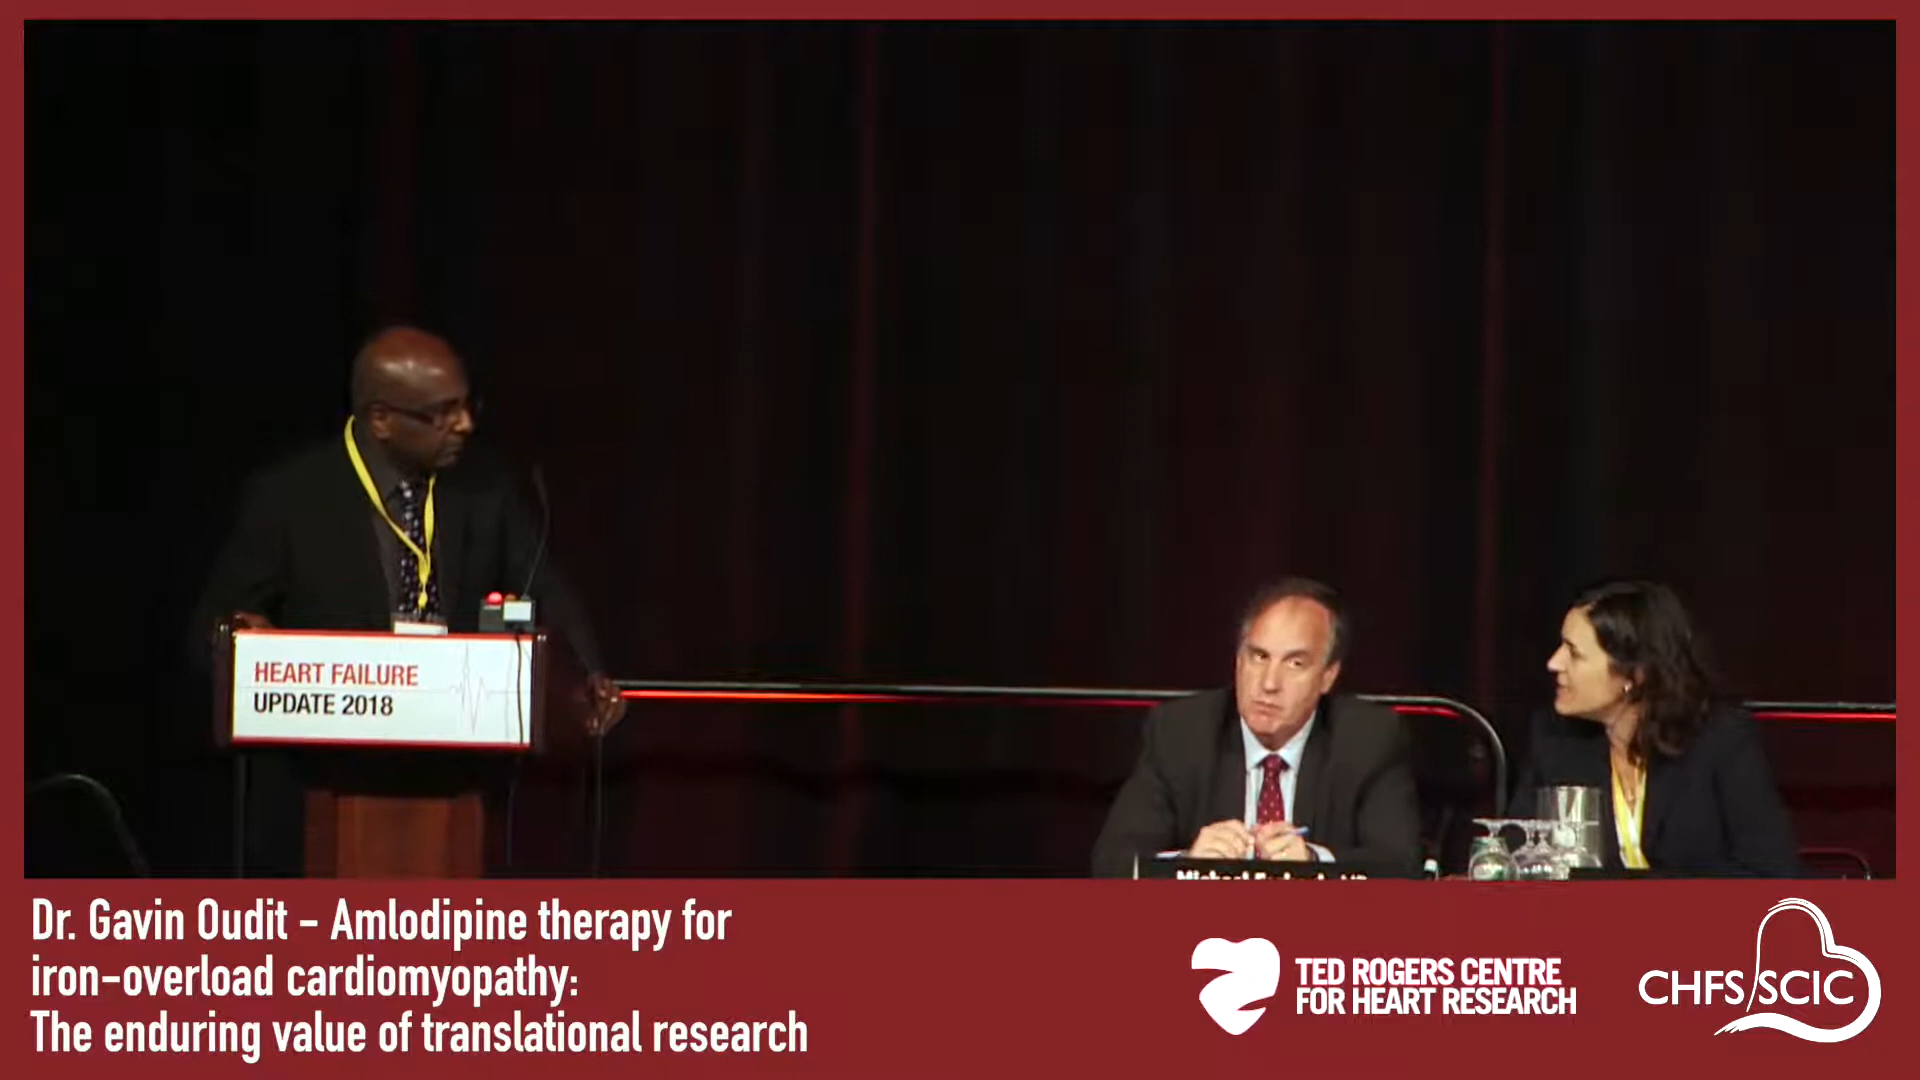 HEART FAILURE
UPDATE 2018
Dr. Gavin Oudit - Amlodipine therapy for
iron-overload cardiomyopathy:
The enduring value of translational research
TED ROGERS CENTRE
FOR HEART RESEARCH
CHFS SCIC